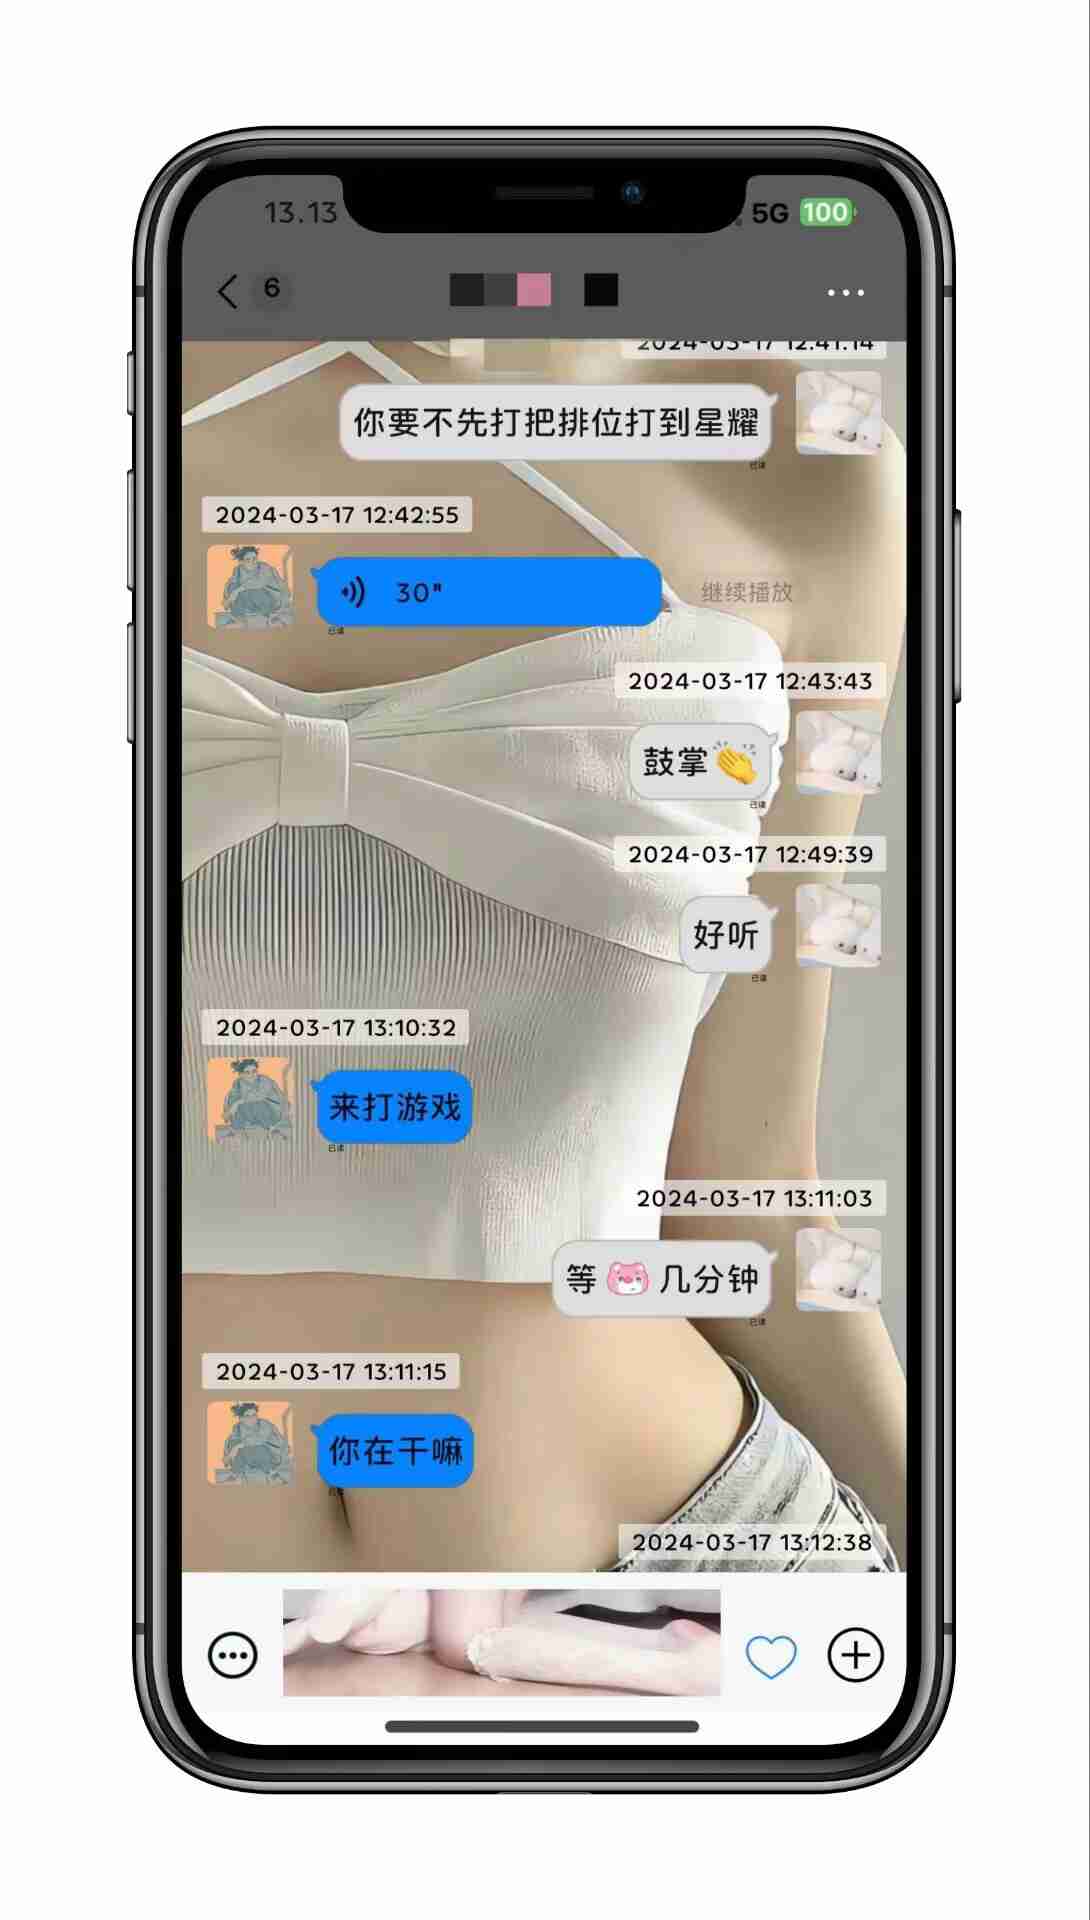 13.13
5G 100
6
2024-03-17 12:41:14
你要不先打把排位打到星耀
已读
2024-03-17 12:42:55
30"
继续播放
已读
2024-03-17 12:43:43
鼓掌👏
已读
2024-03-17 12:49:39
好听
已读
2024-03-17 13:10:32
来打游戏
已读
2024-03-17 13:11:03
等 几分钟
已读
2024-03-17 13:11:15
你在干嘛
已读
2024-03-17 13:12:38